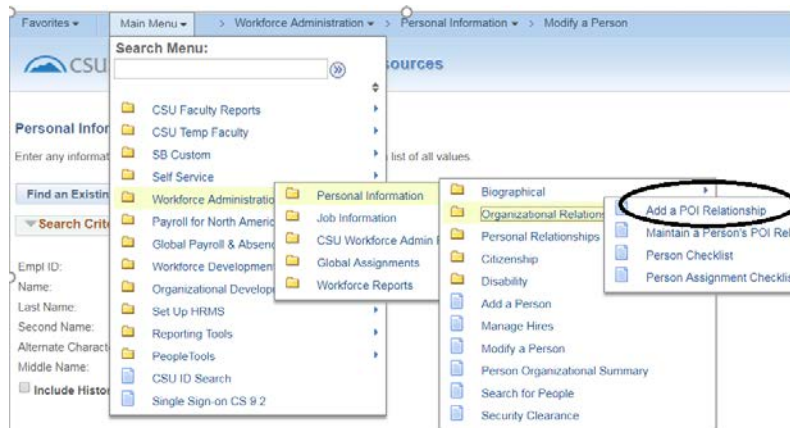 Favorites Main Menu > Workforce Administration > Personal Information > Modify a Person
CSU
ources
Search Menu:
CSU Faculty Reports
CSU Temp Faculty
SB Custom
Self Service
Workforce Administratio
Payroll for North Americ
Global Payroll & Absenc
Workforce Developmen
Organizational Develop
Set Up HRMS
Reporting Tools
PeopleTools
CSU ID Search
Single Sign-on CS 9.2
Personal Infor
Enter any informat
list of all values.
Find an Existin
Search Crit
Empl ID:
Name:
Last Name:
Second Name:
Alternate Charact
Middle Name:
Include Histo
Personal Information
Job Information
CSU Workforce Admin
Global Assignments
Workforce Reports
Biographical
Organizational Relation
Personal Relationships
Citizenship
Disability
Add a Person
Manage Hires
Modify a Person
Person Organizational Summary
Search for People
Security Clearance
Add a POI Relationship
Maintain a Person's POI Rel
Person Checklist
Person Assignment Checklis